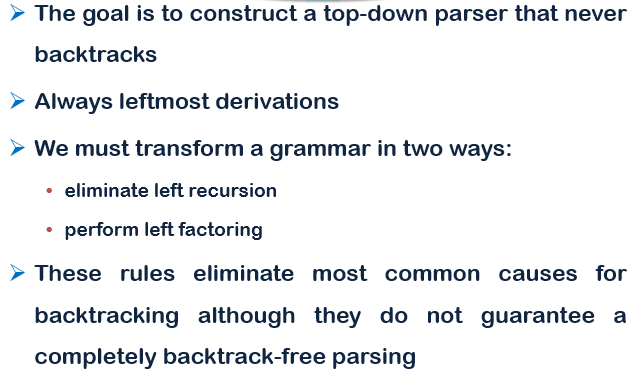 The goal is to construct a top-down parser that never
backtracks
Always leftmost derivations
We must transform a grammar in two ways:
eliminate left recursion
perform left factoring
These rules eliminate most common causes for
backtracking although they do not guarantee a
completely backtrack-free parsing